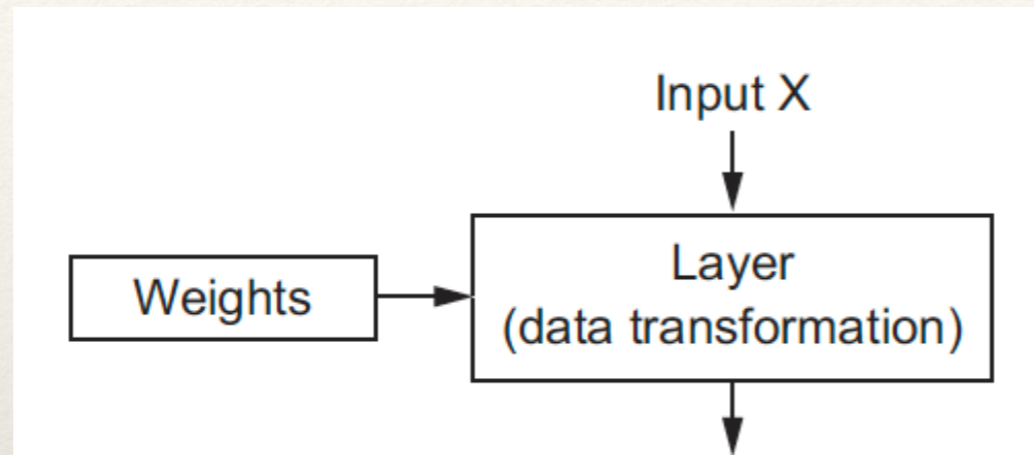 Input X
Weights
Layer
(data transformation)